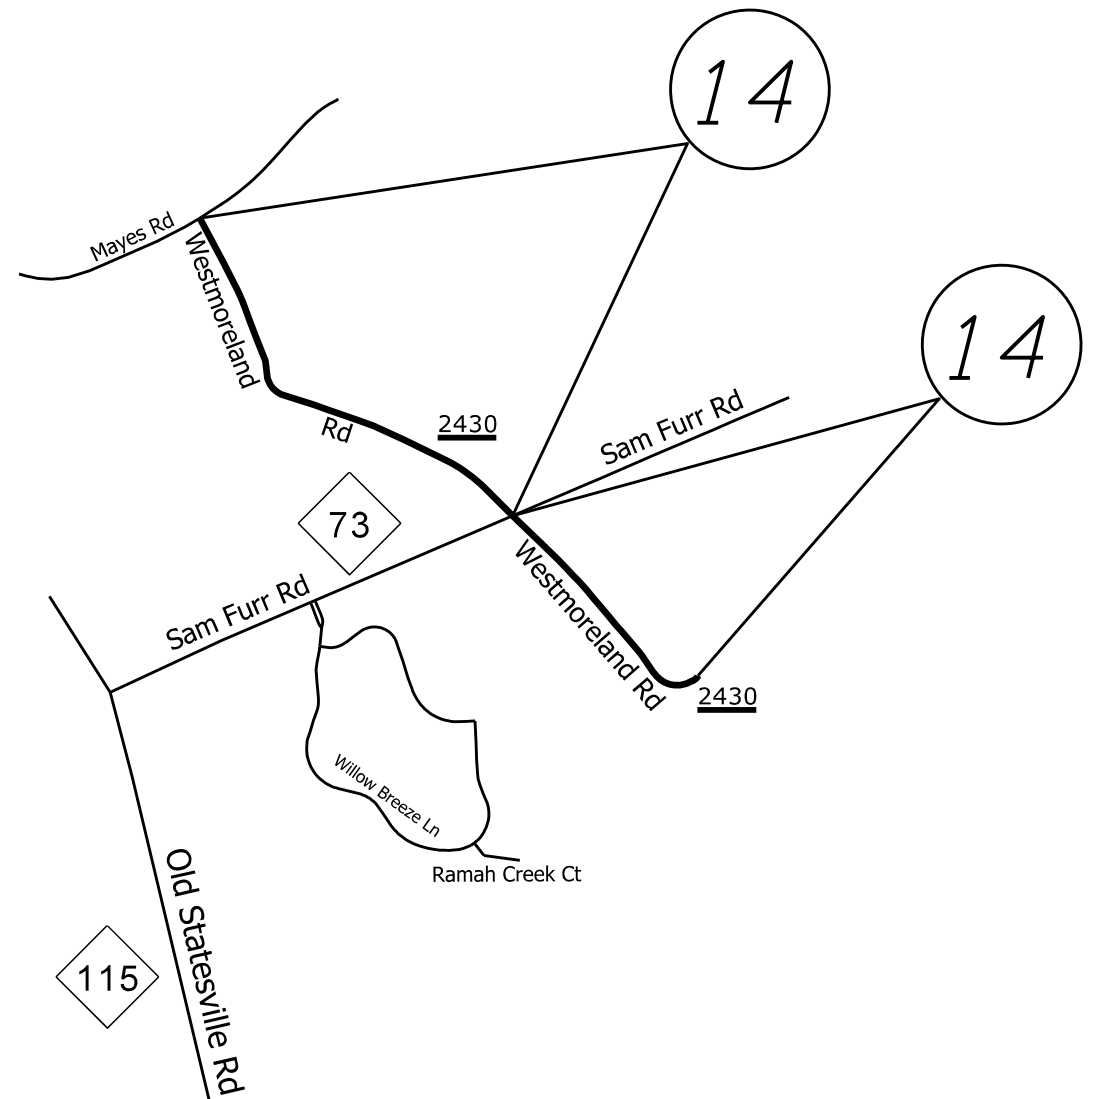 14
Mayes Rd
Westmoreland
Rd
14
2430
Sam Furr Rd
73
Westmoreland Rd
Sam Furr Rd
2430
Willow Breeze Ln
Ramah Creek Ct
Old Statesville Rd
115